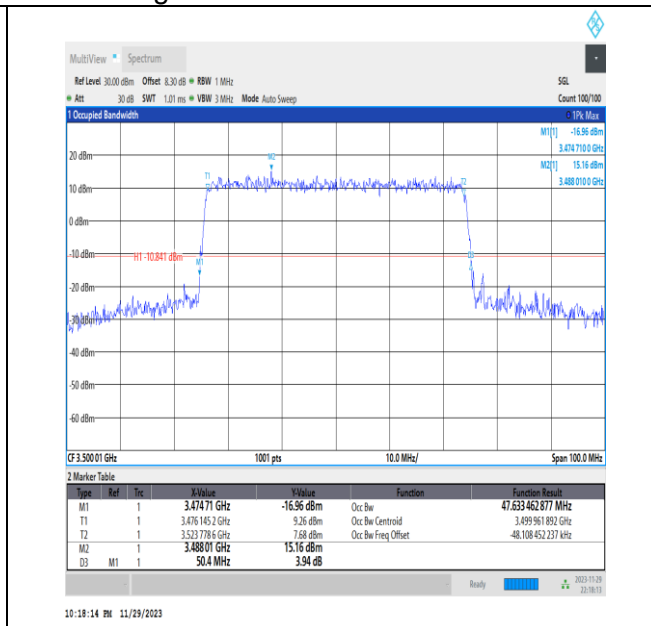 MultiView Spectrum
Ref Level 30.00 dBm Offset 8.30 dB RBW 1 MHz SGL
Att 30 dB SWT 1.01 ms VBW 3 MHz Mode Auto Sweep Count 100/100
1 Occupied Bandwidth 1Pk Max
M1[1] -16.96 dBm
3.474 710 0 GHz
M2[1] 15.16 dBm
3.488 010 0 GHz
20 dBm
M2
T1
T2
10 dBm
0 dBm
-10 dBm
H1 -10.841 dBm
M1
D3
-20 dBm
-30 dBm
-40 dBm
-50 dBm
-60 dBm
CF 3.500 01 GHz 1001 pts 10.0 MHz/ Span 100.0 MHz
2 Marker Table
Type Ref Trc X-Value Y-Value Function Function Result
M1 1 3.474 71 GHz -16.96 dBm Occ Bw 47.633 462 877 MHz
T1 1 3.476 145 2 GHz 9.26 dBm Occ Bw Centroid 3.499 961 892 GHz
T2 1 3.523 778 6 GHz 7.68 dBm Occ Bw Freq Offset -48.108 452 237 kHz
M2 1 3.488 01 GHz 15.16 dBm
D3 M1 1 50.4 MHz 3.94 dB
Ready 2023-11-29
22:18:13
10:18:14 PM 11/29/2023